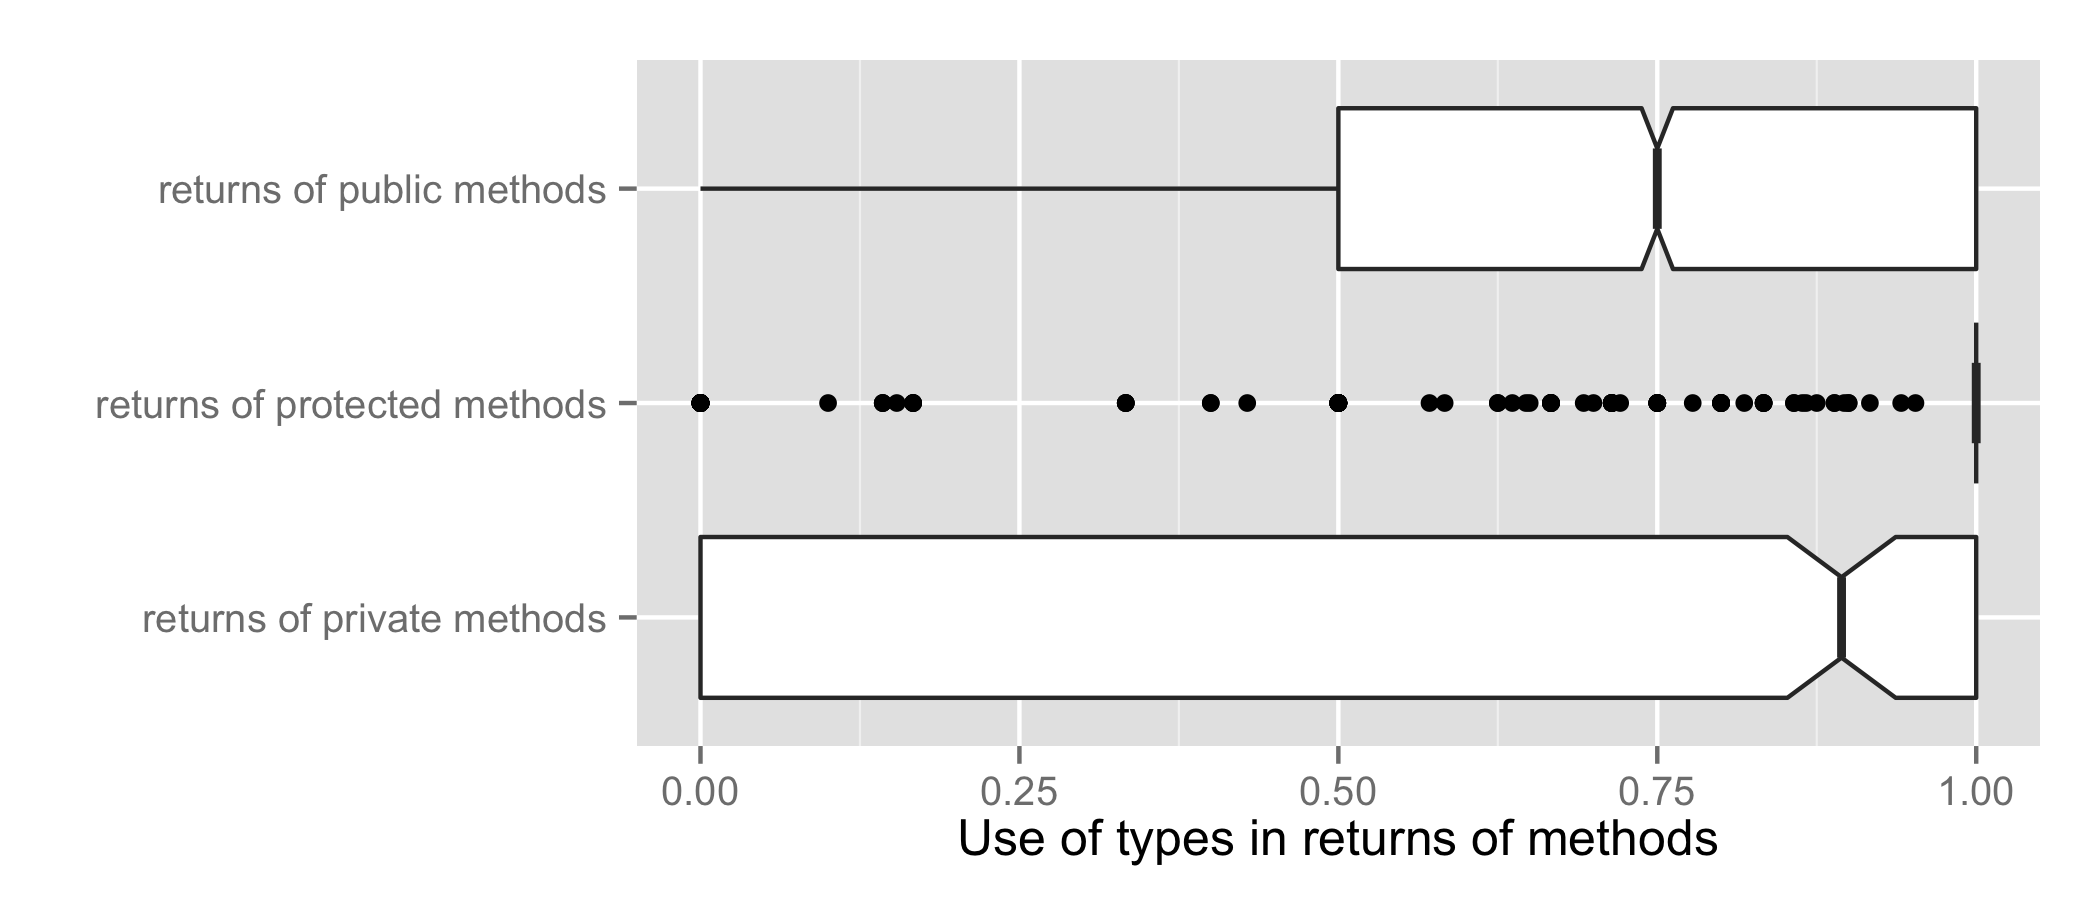 returns of public methods
returns of protected methods
returns of private methods
0.00 0.25 0.50 0.75 1.00
Use of types in returns of methods